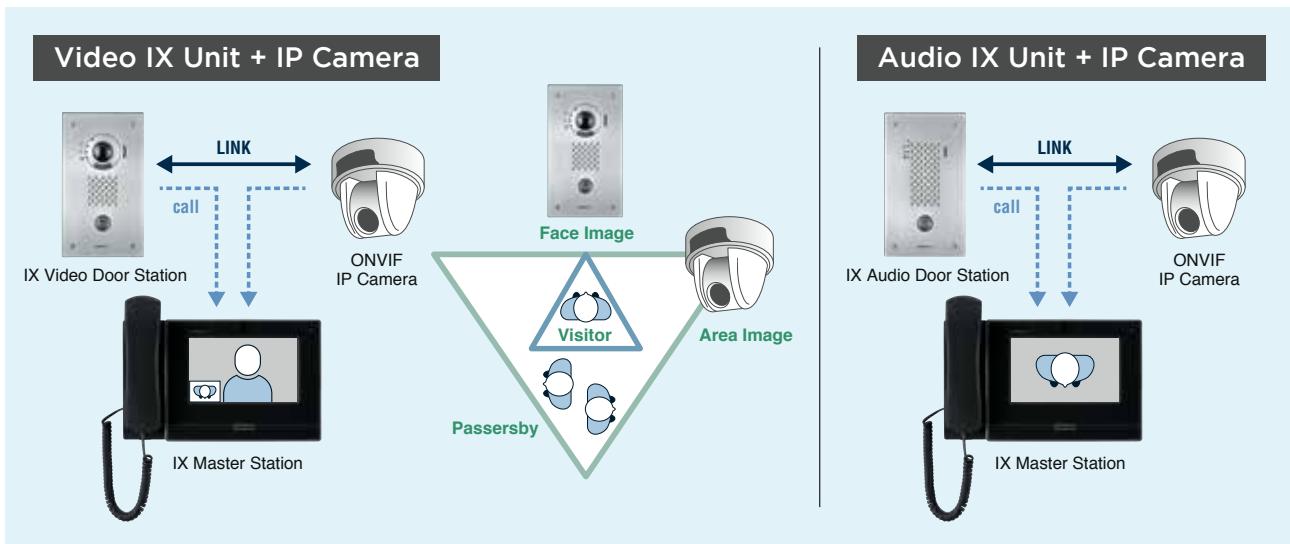 Video IX Unit + IP Camera
LINK
call
IX Video Door Station
ONVIF
IP Camera
IX Master Station
Face Image
Visitor
Area Image
Passersby
Audio IX Unit + IP Camera
LINK
call
IX Audio Door Station
ONVIF
IP Camera
IX Master Station